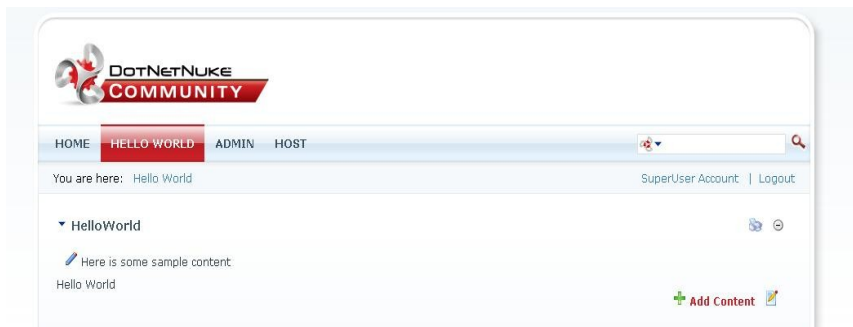 DotNetNuke
COMMUNITY
HOME HELLO WORLD ADMIN HOST
You are here: Hello World SuperUser Account | Logout
HelloWorld
Here is some sample content
Hello World
Add Content